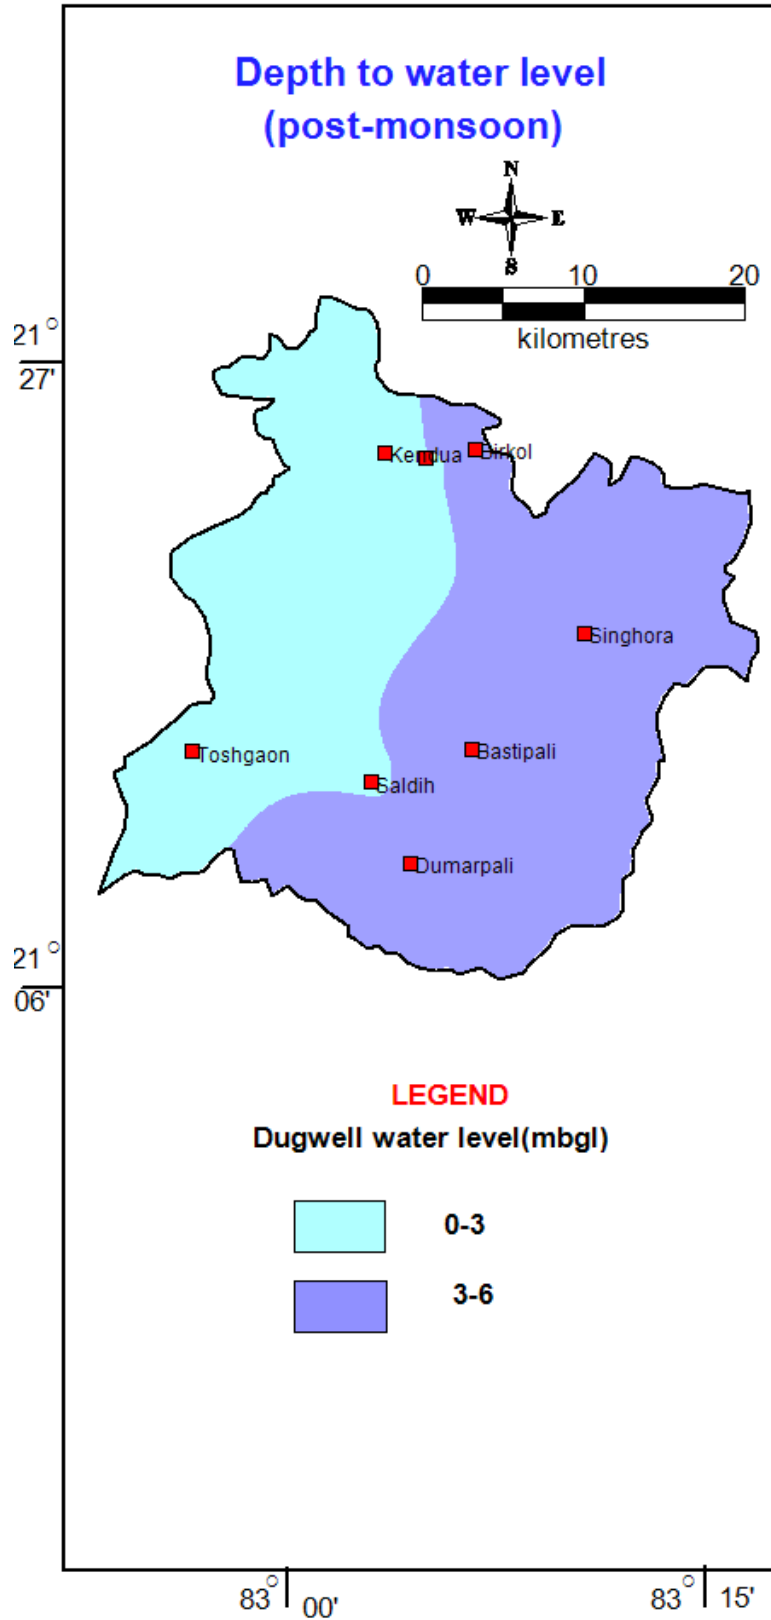 Depth to water level
(post-monsoon)
N
W E
S
0 10 20
kilometres
21°
27'
Kendua
Birkol
Singhora
Toshgaon
Bastipali
Saldih
Dumarpali
21°
06'
LEGEND
Dugwell water level(mbgl)
0-3
3-6
83° 00'
83° 15'